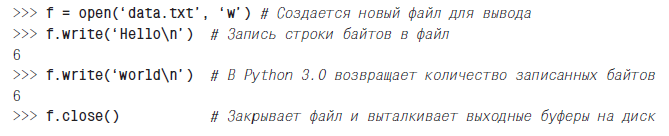 >>> f = open(‘data.txt’, ‘w’) # Создается новый файл для вывода
>>> f.write(‘Hello\n’) # Запись строки байтов в файл
6
>>> f.write(‘world\n’) # В Python 3.0 возвращает количество записанных байтов
6
>>> f.close() # Закрывает файл и выталкивает выходные буферы на диск